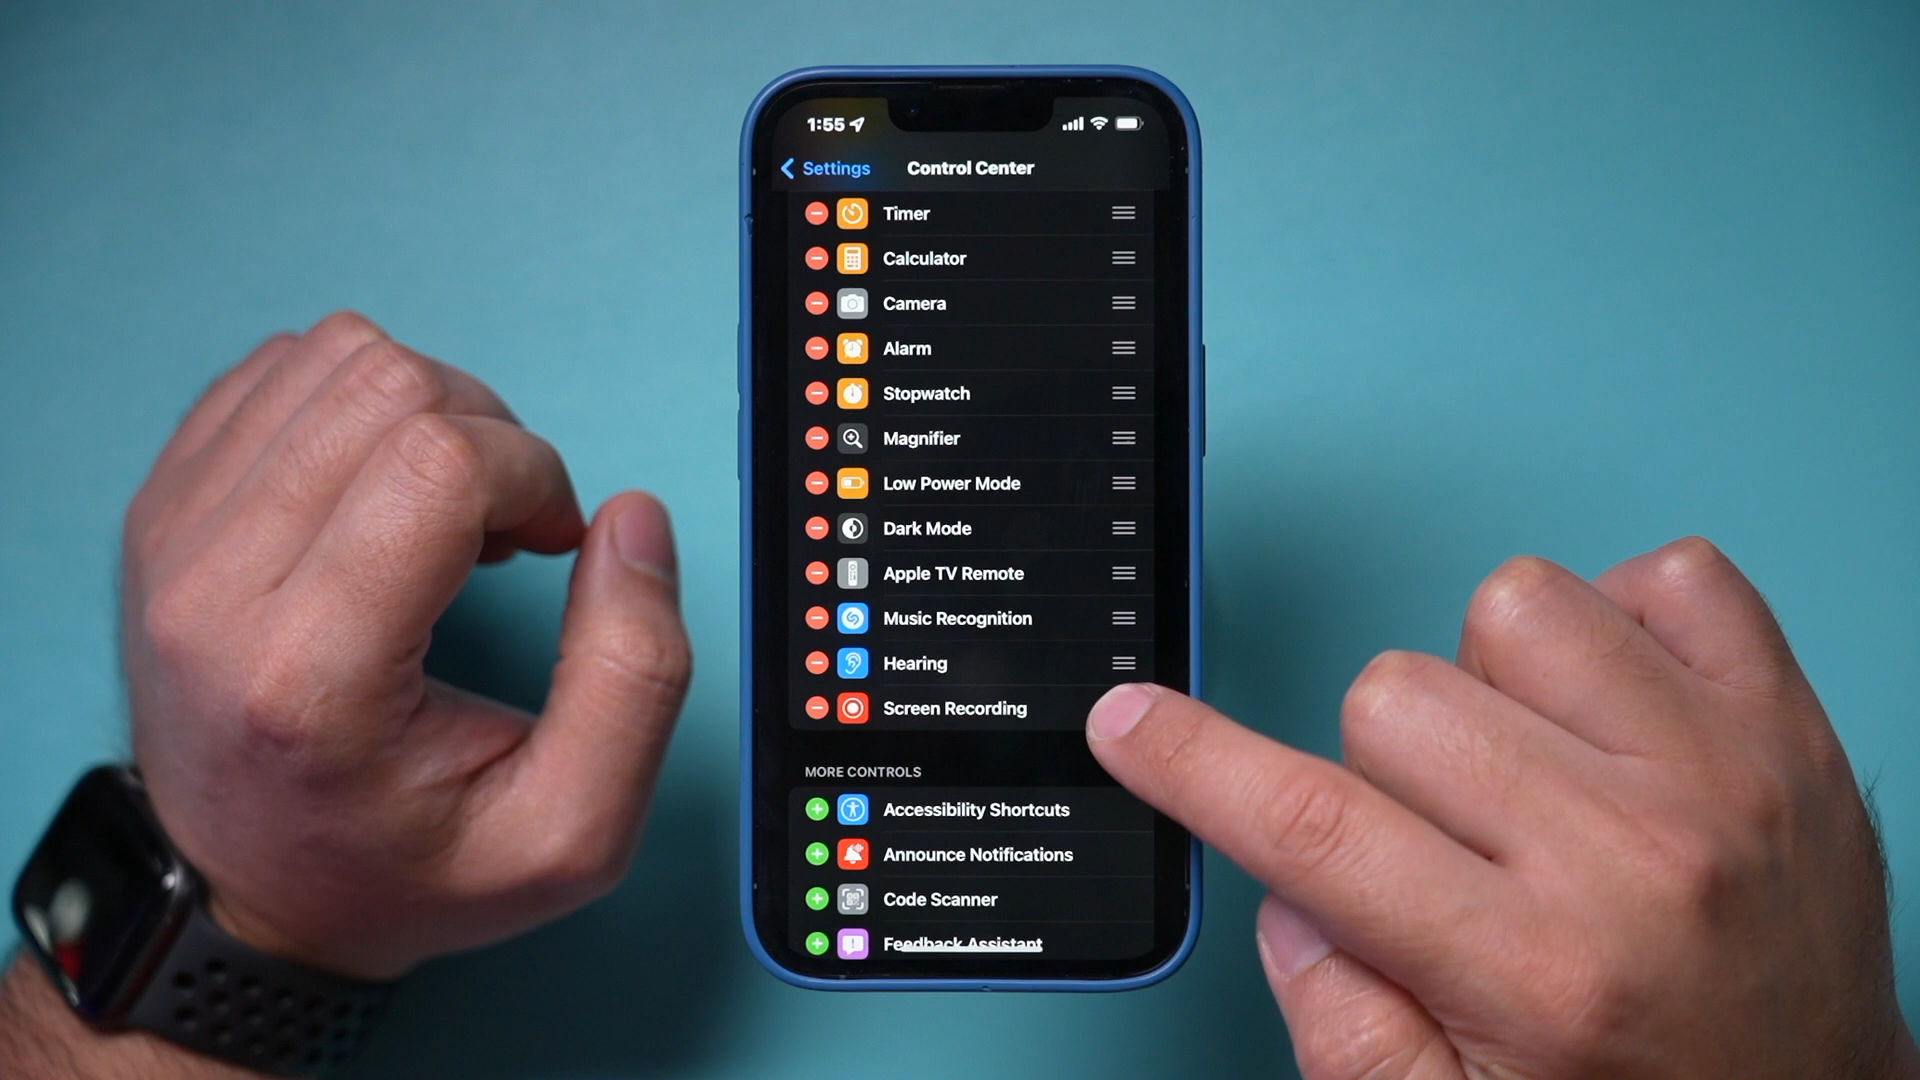 1:55
Settings
Control Center
Timer
Calculator
Camera
Alarm
Stopwatch
Magnifier
Low Power Mode
Dark Mode
Apple TV Remote
Music Recognition
Hearing
Screen Recording
MORE CONTROLS
Accessibility Shortcuts
Announce Notifications
Code Scanner
Feedback Assistant